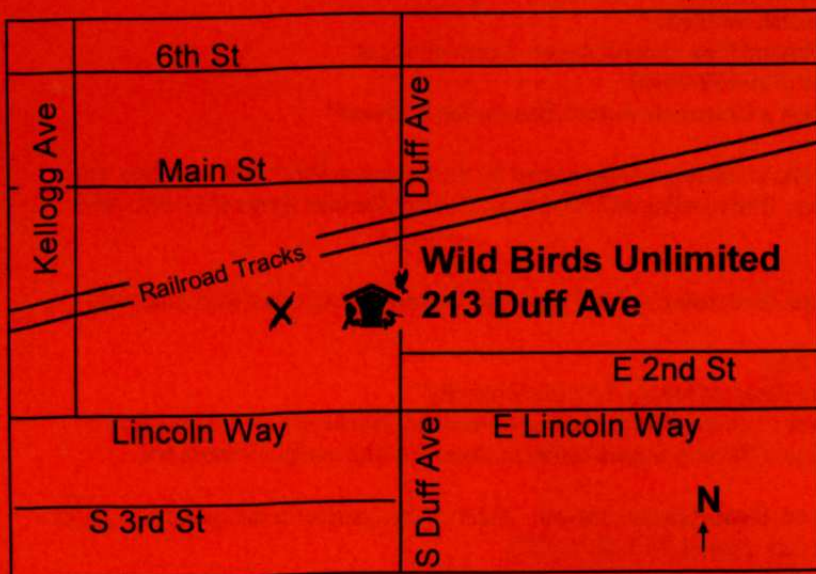 6th St
Kellogg Ave
Main St
Duff Ave
Railroad Tracks
Wild Birds Unlimited
X
213 Duff Ave
E 2nd St
Lincoln Way
E Lincoln Way
S 3rd St
S Duff Ave
N